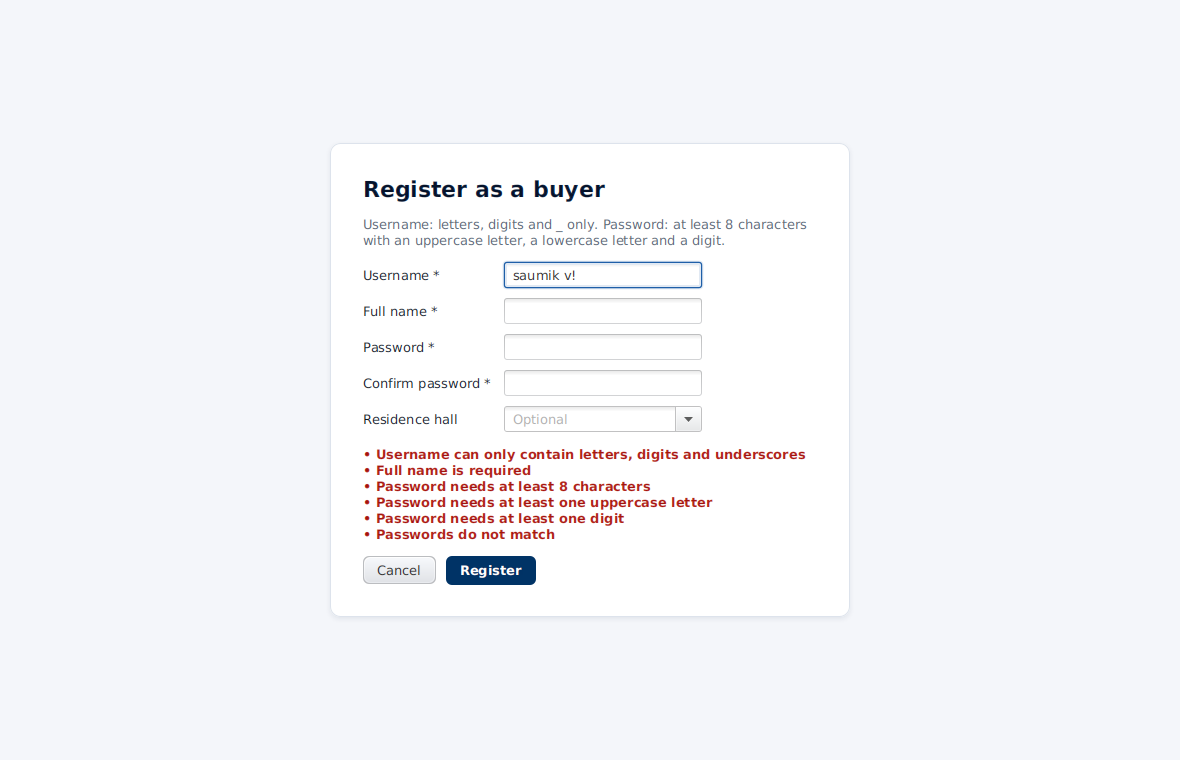 Register as a buyer
Username: letters, digits and _ only. Password: at least 8 characters
with an uppercase letter, a lowercase letter and a digit.
Username * saumik v!
Full name *
Password *
Confirm password *
Residence hall Optional
• Username can only contain letters, digits and underscores
• Full name is required
• Password needs at least 8 characters
• Password needs at least one uppercase letter
• Password needs at least one digit
• Passwords do not match
Cancel Register